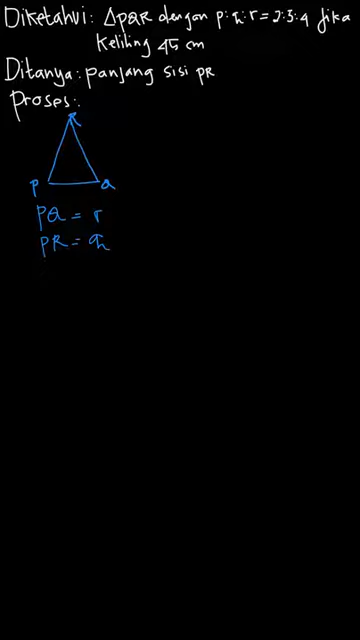 Diketahui: ΔPQR dengan p:q:r = 2:3:4 jika
keliling 45 cm
Ditanya: panjang sisi PR
Proses:.
R
P Q
PQ = r
PR = q